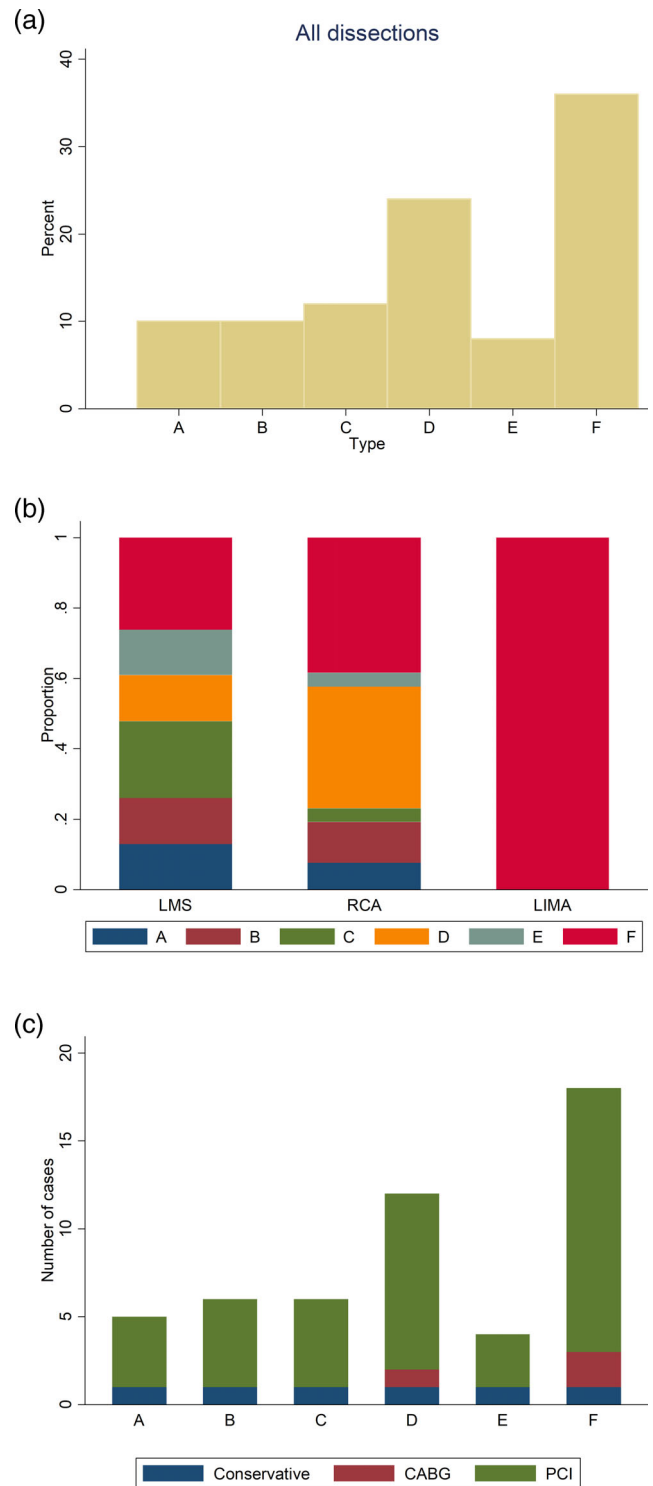 (a)
All dissections
40
30
20
10
0
Percent
A B C D E F
Type
(b)
1
.8
.6
.4
.2
0
Proportion
LMS RCA LIMA
A B C D E F
(c)
20
15
10
5
0
Number of cases
A B C D E F
Conservative CABG PCI